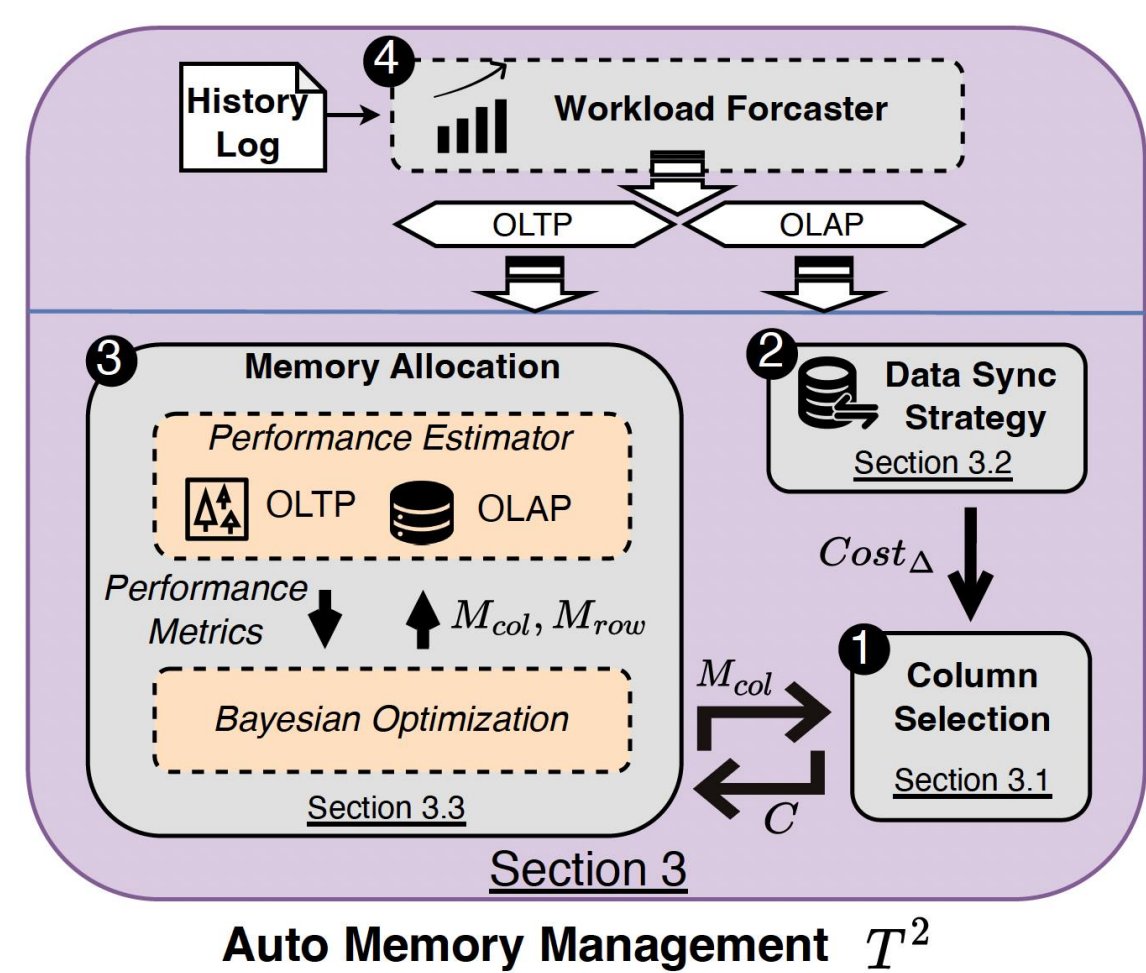 4
History
Log
Workload Forcaster
OLTP
OLAP
3
Memory Allocation
Performance Estimator
OLTP
OLAP
Performance
Metrics
M_col, M_row
Bayesian Optimization
Section 3.3
2
Data Sync
Strategy
Section 3.2
Cost_Δ
M_col
C
1
Column
Selection
Section 3.1
Section 3
Auto Memory Management T²